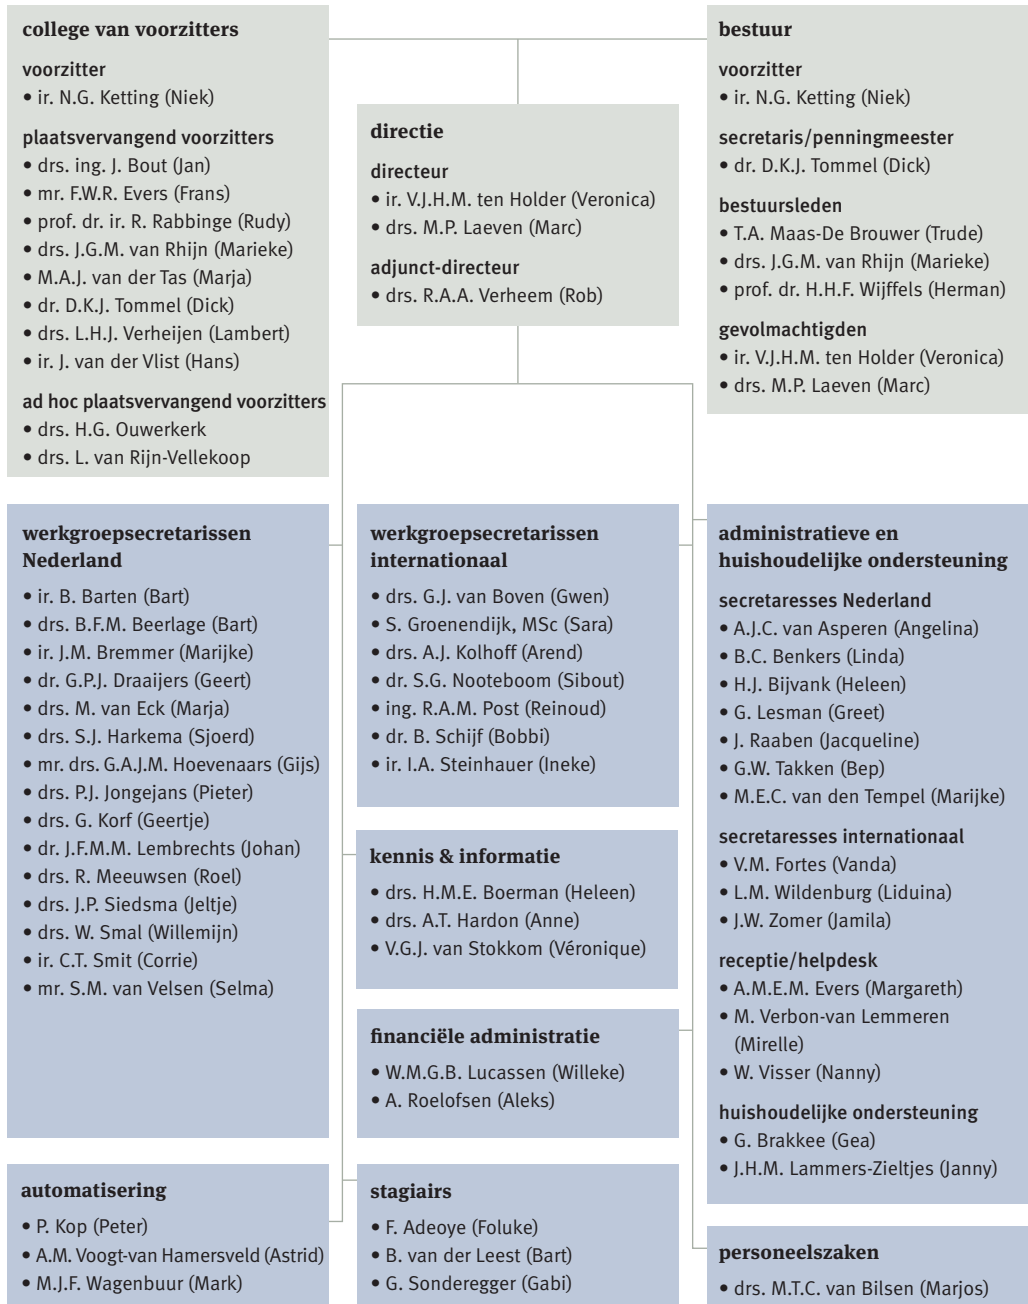 college van voorzitters
voorzitter
• ir. N.G. Ketting (Niek)
plaatsvervangend voorzitters
• drs. ing. J. Bout (Jan)
• mr. F.W.R. Evers (Frans)
• prof. dr. ir. R. Rabbinge (Rudy)
• drs. J.G.M. van Rhijn (Marieke)
• M.A.J. van der Tas (Marja)
• dr. D.K.J. Tommel (Dick)
• drs. L.H.J. Verheijen (Lambert)
• ir. J. van der Vlist (Hans)
ad hoc plaatsvervangend voorzitters
• drs. H.G. Ouwerkerk
• drs. L. van Rijn-Vellekoop
directie
directeur
• ir. V.J.H.M. ten Holder (Veronica)
• drs. M.P. Laeven (Marc)
adjunct-directeur
• drs. R.A.A. Verheem (Rob)
bestuur
voorzitter
• ir. N.G. Ketting (Niek)
secretaris/penningmeester
• dr. D.K.J. Tommel (Dick)
bestuursleden
• T.A. Maas-De Brouwer (Trude)
• drs. J.G.M. van Rhijn (Marieke)
• prof. dr. H.H.F. Wijffels (Herman)
gevolmachtigden
• ir. V.J.H.M. ten Holder (Veronica)
• drs. M.P. Laeven (Marc)
werkgroepsecretarissen
Nederland
• ir. B. Barten (Bart)
• drs. B.F.M. Beerlage (Bart)
• ir. J.M. Bremmer (Marijke)
• dr. G.P.J. Draaijers (Geert)
• drs. M. van Eck (Marja)
• drs. S.J. Harkema (Sjoerd)
• mr. drs. G.A.J.M. Hoevenaars (Gijs)
• drs. P.J. Jongejans (Pieter)
• drs. G. Korf (Geertje)
• dr. J.F.M.M. Lembrechts (Johan)
• drs. R. Meeuwsen (Roel)
• drs. J.P. Siedsma (Jeltje)
• drs. W. Smal (Willemijn)
• ir. C.T. Smit (Corrie)
• mr. S.M. van Velsen (Selma)
werkgroepsecretarissen
internationaal
• drs. G.J. van Boven (Gwen)
• S. Groenendijk, MSc (Sara)
• drs. A.J. Kolhoff (Arend)
• dr. S.G. Nooteboom (Sibout)
• ing. R.A.M. Post (Reinoud)
• dr. B. Schijf (Bobbi)
• ir. I.A. Steinhauer (Ineke)
kennis & informatie
• drs. H.M.E. Boerman (Heleen)
• drs. A.T. Hardon (Anne)
• V.G.J. van Stokkom (Véronique)
financiële administratie
• W.M.G.B. Lucassen (Willeke)
• A. Roelofsen (Aleks)
administratieve en
huishoudelijke ondersteuning
secretaresses Nederland
• A.J.C. van Asperen (Angelina)
• B.C. Benkers (Linda)
• H.J. Bijvank (Heleen)
• G. Lesman (Greet)
• J. Raaben (Jacqueline)
• G.W. Takken (Bep)
• M.E.C. van den Tempel (Marijke)
secretaresses internationaal
• V.M. Fortes (Vanda)
• L.M. Wildenburg (Liduina)
• J.W. Zomer (Jamila)
receptie/helpdesk
• A.M.E.M. Evers (Margareth)
• M. Verbon-van Lemmeren
(Mirelle)
• W. Visser (Nanny)
huishoudelijke ondersteuning
• G. Brakkee (Gea)
• J.H.M. Lammers-Zieltjes (Janny)
automatisering
• P. Kop (Peter)
• A.M. Voogt-van Hamersveld (Astrid)
• M.J.F. Wagenbuur (Mark)
stagiairs
• F. Adeoye (Foluke)
• B. van der Leest (Bart)
• G. Sonderegger (Gabi)
personeelszaken
• drs. M.T.C. van Bilsen (Marjos)